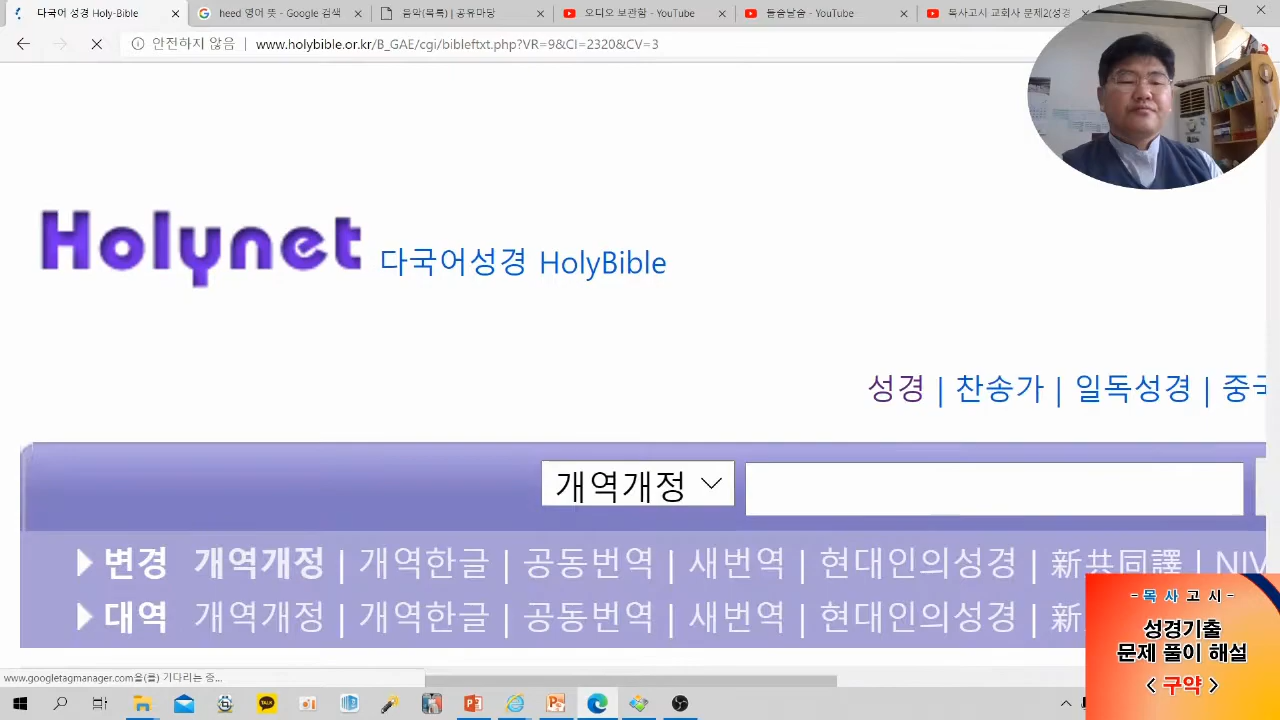 다국어 성경 Holy-Bible
heed 영어 뜻 - Google 검색
음악(목록) | 공유마당
오디오 보관함 - YouTube
돌숨날숨 - YouTube
목사고시 교회사 문제2(성경
안전하지 않음
www.holybible.or.kr/B_GAE/cgi/bibleftxt.php?VR=9&CI=2320&CV=3
Holynet
다국어성경 HolyBible
성경 | 찬송가 | 일독성경 | 중국
개역개정
변경 개역개정 | 개역한글 | 공동번역 | 새번역 | 현대인의성경 | 新共同譯 | NIV
대역 개역개정 | 개역한글 | 공동번역 | 새번역 | 현대인의성경 | 新
- 목 사 고 시 -
성경기출
문제 풀이 해설
< 구약 >
www.googletagmanager.com을(를) 기다리는 중...
TALK